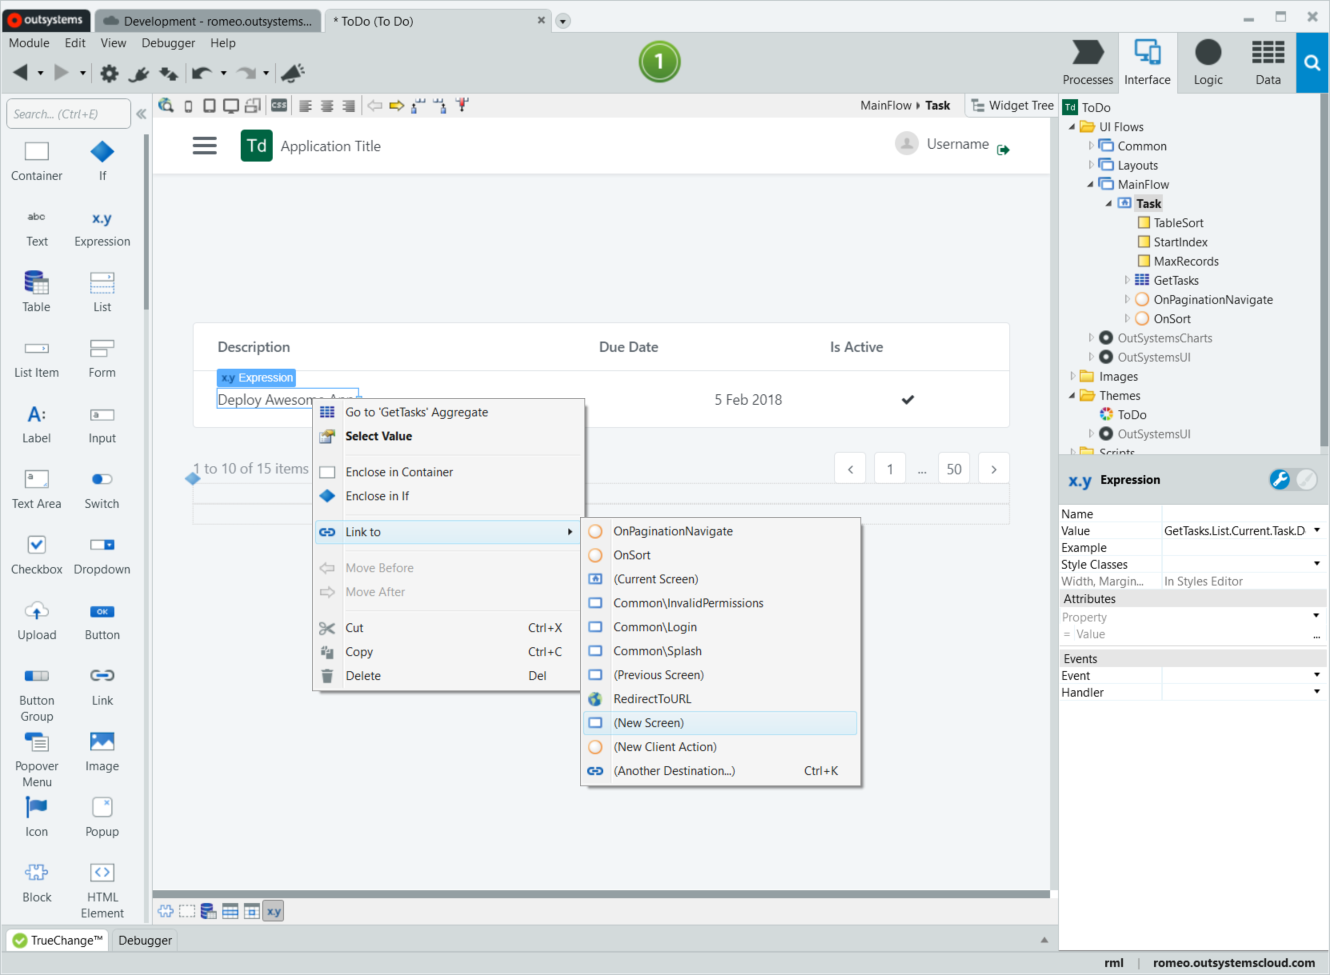 outsystems
Development - romeo.outsystems...
* ToDo (To Do)
Module Edit View Debugger Help
1
Processes Interface Logic Data
Search... (Ctrl+E)
CSS
MainFlow Task
Widget Tree
Container If
abc x.y
Text Expression
Table List
List Item Form
A:
Label Input
Text Area Switch
Checkbox Dropdown
OK
Upload Button
Button Group
Link
Popover Menu
Image
Icon Popup
Block
HTML Element
Td Application Title
Username
Description Due Date Is Active
x.y Expression
Deploy Awesome
5 Feb 2018
1 to 10 of 15 items
< 1 ... 50 >
Go to 'GetTasks' Aggregate
Select Value
Enclose in Container
Enclose in If
Link to
Move Before
Move After
Cut Ctrl+X
Copy Ctrl+C
Delete Del
OnPaginationNavigate
OnSort
(Current Screen)
Common\InvalidPermissions
Common\Login
Common\Splash
(Previous Screen)
RedirectToURL
(New Screen)
(New Client Action)
(Another Destination...) Ctrl+K
Td ToDo
UI Flows
Common
Layouts
MainFlow
Task
TableSort
StartIndex
MaxRecords
GetTasks
OnPaginationNavigate
OnSort
OutSystemsCharts
OutSystemsUI
Images
Themes
ToDo
OutSystemsUI
Scripts
x.y Expression
Name
Value GetTasks.List.Current.Task.D
Example
Style Classes
Width, Margin... In Styles Editor
Attributes
Property
= Value ...
Events
Event
Handler
x.y
TrueChange™ Debugger
rml | romeo.outsystemscloud.com